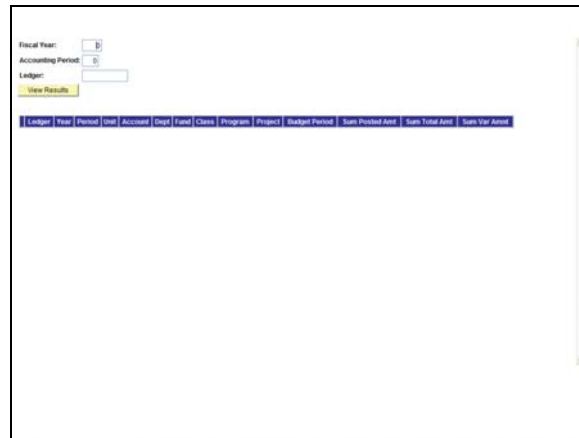 Fiscal Year: 0
Accounting Period: 0
Ledger:
View Results
Ledger Year Period Unit Account Dept Fund Class Program Project Budget Period Sum Posted Amt Sum Total Amt Sum Var Amnt